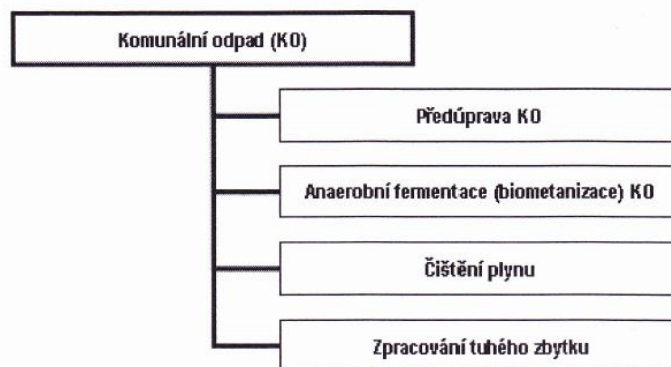 Komunální odpad (KO)
Předúprava KO
Anaerobní fermentace (biometanizace) KO
Čištění plynu
Zpracování tuhého zbytku